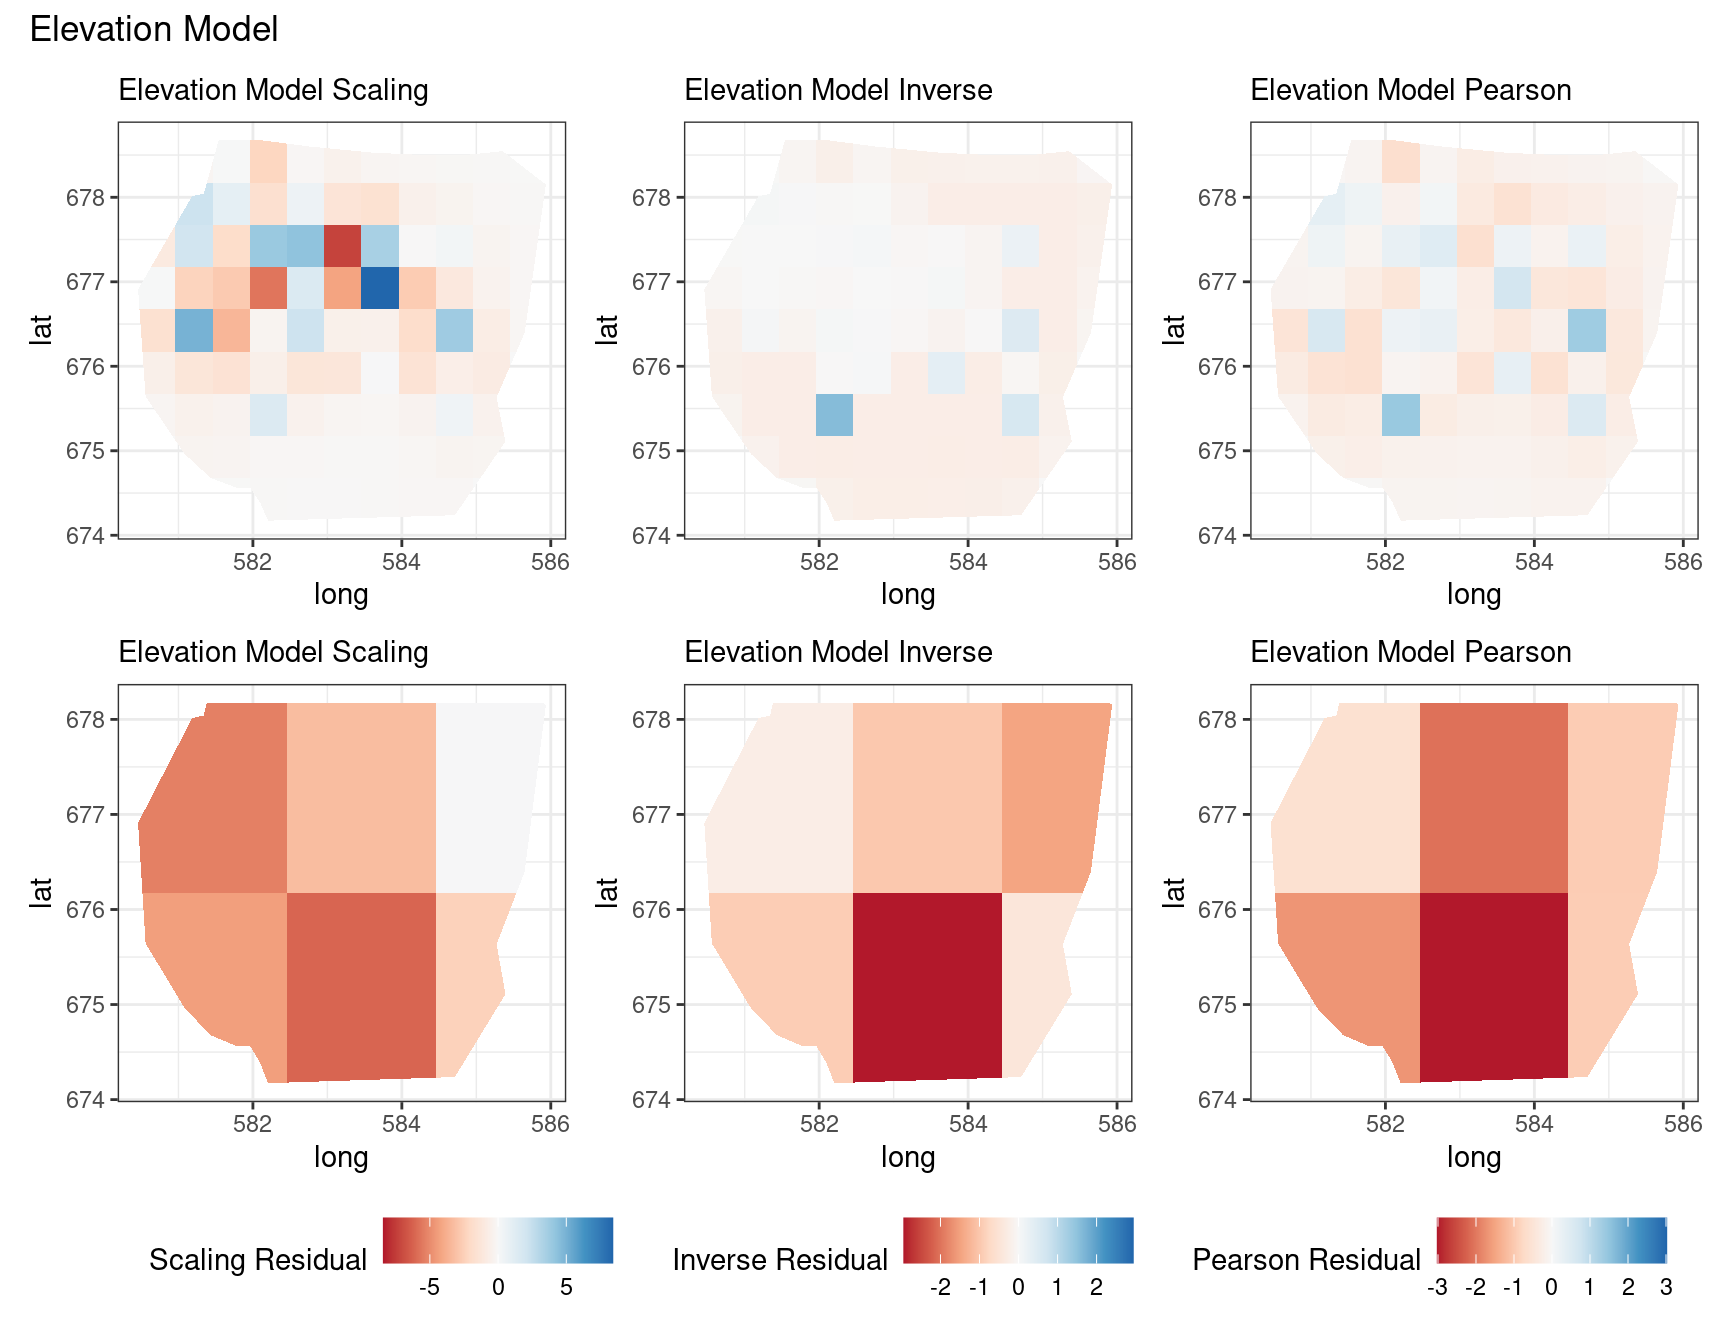 Elevation Model
Elevation Model Scaling
Elevation Model Inverse
Elevation Model Pearson
678
677
676
675
674
lat
582
584
586
long
678
677
676
675
674
lat
582
584
586
long
678
677
676
675
674
lat
582
584
586
long
Elevation Model Scaling
Elevation Model Inverse
Elevation Model Pearson
678
677
676
675
674
lat
582
584
586
long
678
677
676
675
674
lat
582
584
586
long
678
677
676
675
674
lat
582
584
586
long
Scaling Residual
-5
0
5
Inverse Residual
-2
-1
0
1
2
Pearson Residual
-3
-2
-1
0
1
2
3